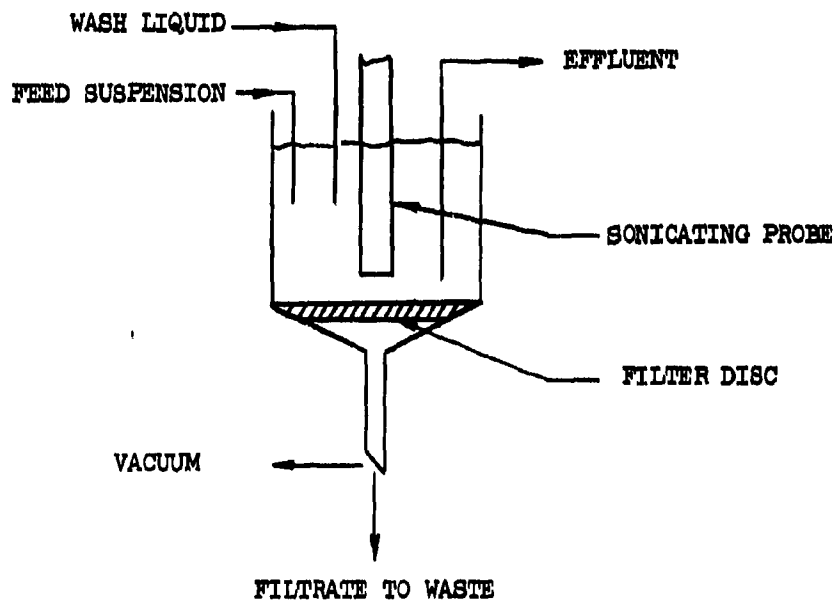 WASH LIQUID
EFFLUENT
FEED SUSPENSION
SONICATING PROBE
FILTER DISC
VACUUM
FILTRATE TO WASTE